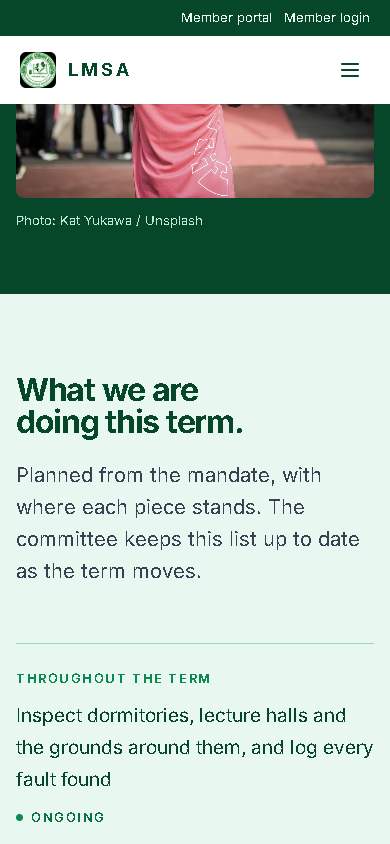 Member portal Member login
LMSA
Photo: Kat Yukawa / Unsplash
What we are
doing this term.
Planned from the mandate, with
where each piece stands. The
committee keeps this list up to date
as the term moves.
THROUGHOUT THE TERM
Inspect dormitories, lecture halls and
the grounds around them, and log every
fault found
ONGOING